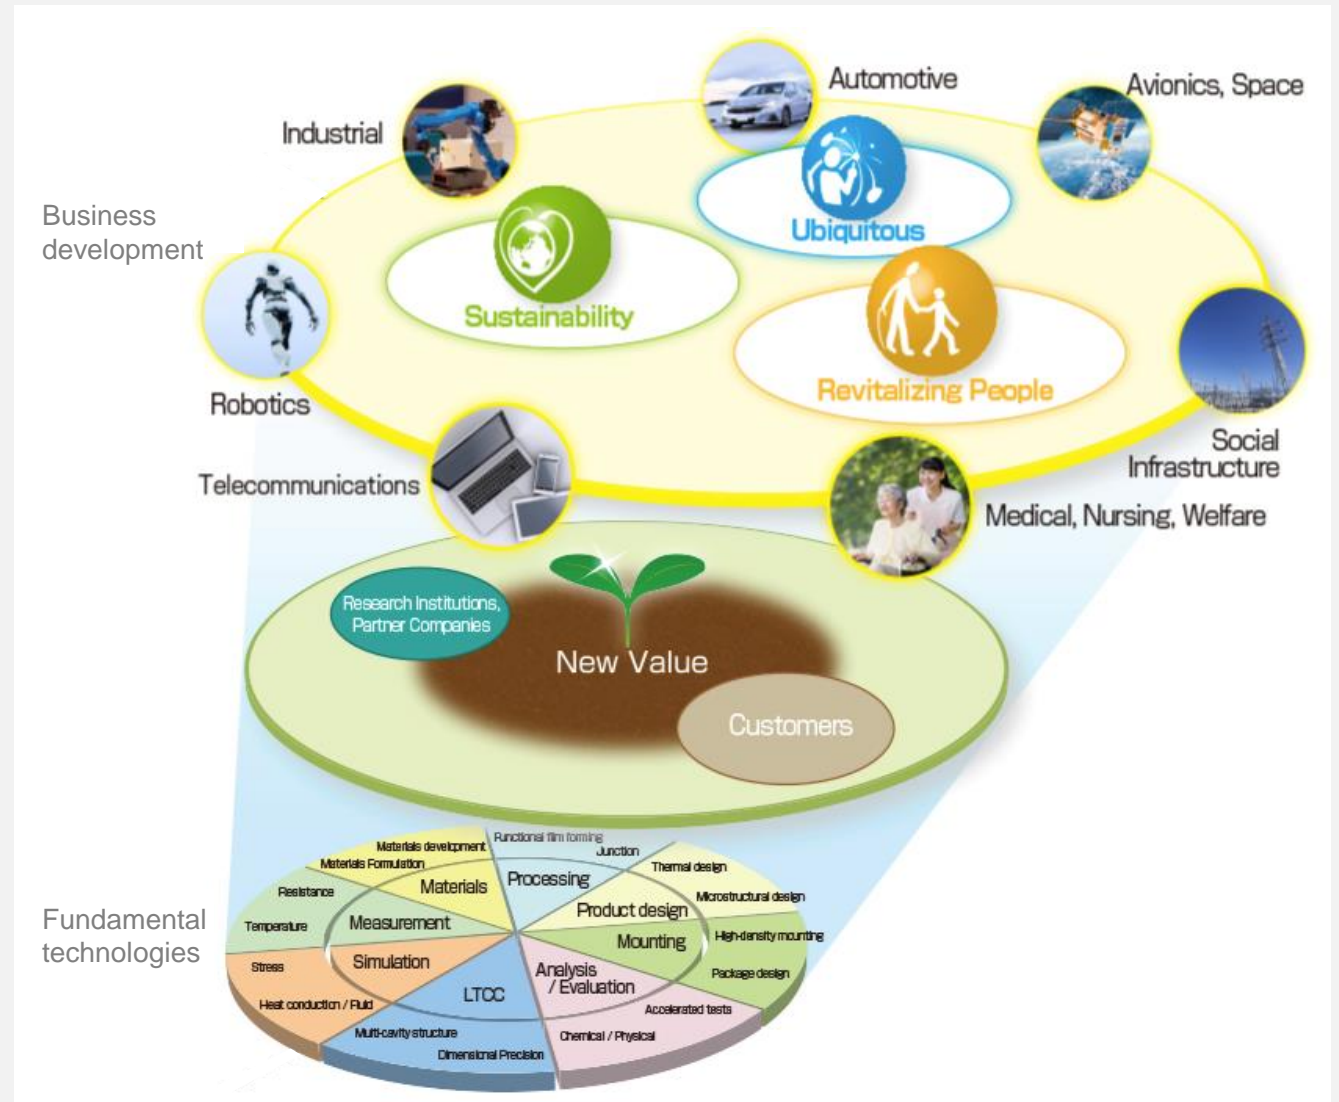 Automotive
Avionics, Space
Industrial
Business
development
Ubiquitous
Sustainability
Revitalizing People
Robotics
Social
Infrastructure
Telecommunications
Medical, Nursing, Welfare
Research Institutions,
Partner Companies
New Value
Customers
Fundamental
technologies
Functional film forming
Junction
Processing
Materials development
Materials Formulation
Materials
Thermal design
Microstructural design
Product design
Resistance
Temperature
Measurement
High-density mounting
Package design
Mounting
Stress
Heat conduction / Fluid
Simulation
Analysis
/ Evaluation
Accelerated tests
Chemical / Physical
LTCC
Multi-cavity structure
Dimensional Precision